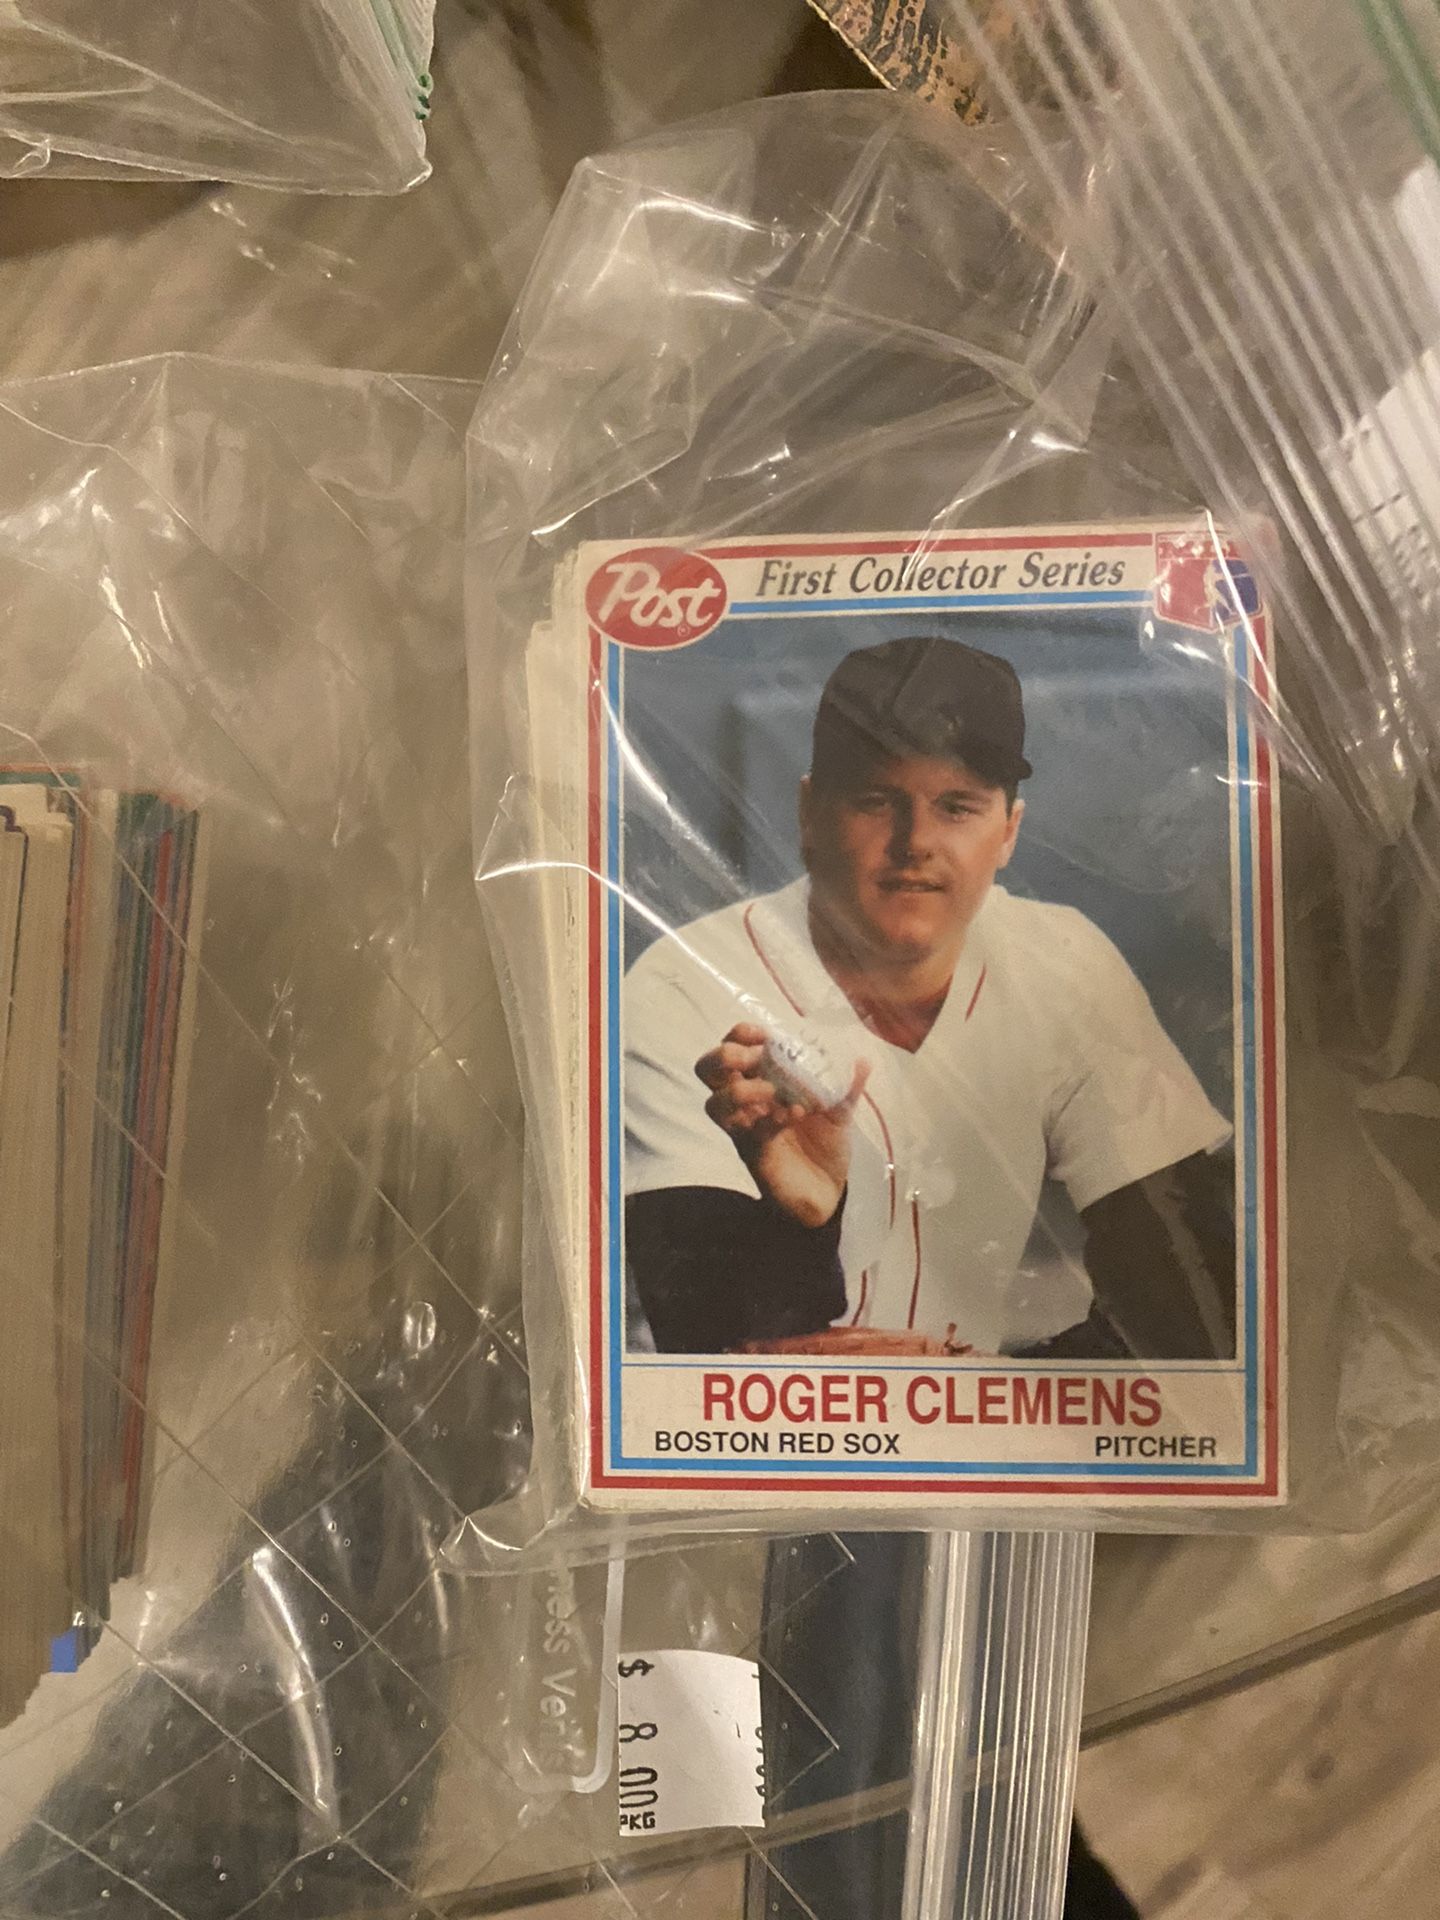 Post
First Collector Series
ROGER CLEMENS
BOSTON RED SOX
PITCHER
$ 8.00
PKG